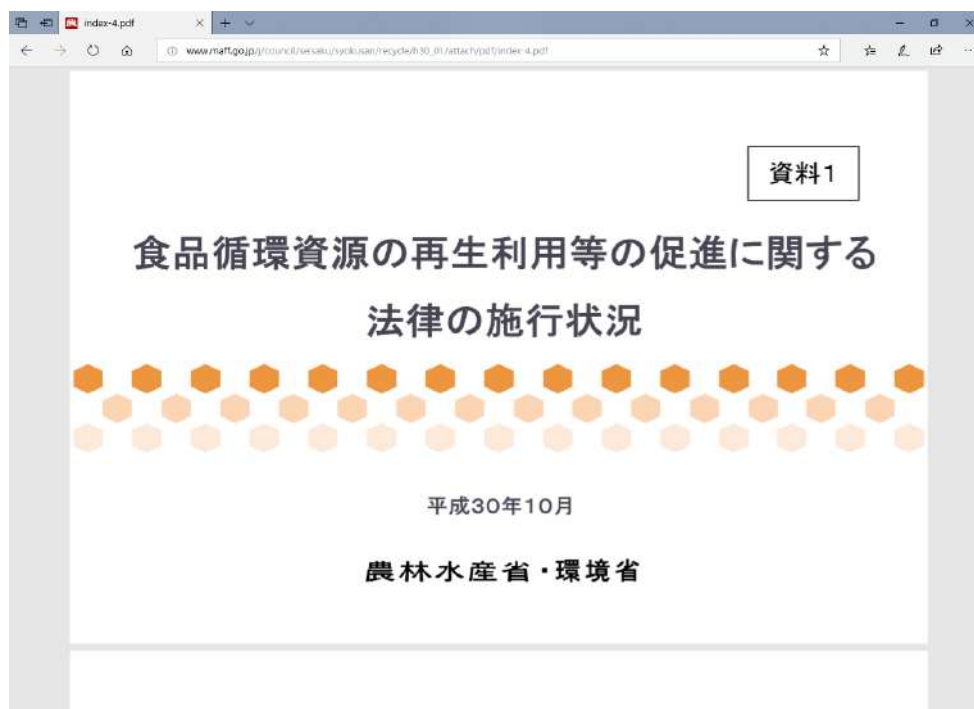 index-4.pdf
www.maff.go.jp/j/council/seisaku/syokusan/recycle/h30_01/attach/pdf/index-4.pdf
資料1
食品循環資源の再生利用等の促進に関する
法律の施行状況
平成30年10月
農林水産省・環境省